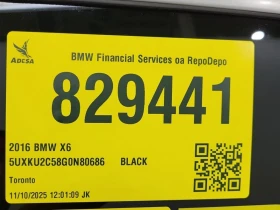 ADESA
BMW Financial Services oa RepoDepo
829441
2016 BMW X6
5UXKU2C58G0N80686 BLACK
Toronto
11/10/2025 12:01:09 JK